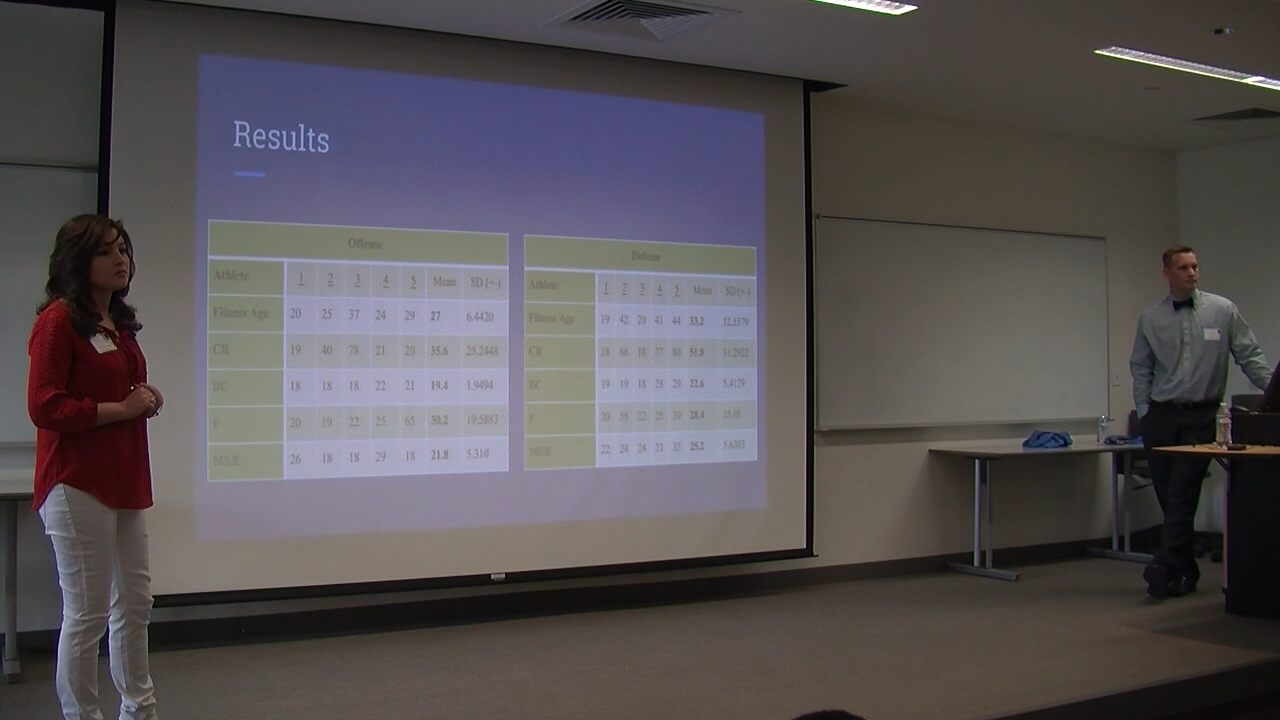 Results
Offense
Athlete 1 2 3 4 5 Mean SD (+-)
Fitness Age 20 25 37 24 29 27 6.4420
CR 19 40 78 21 20 35.6 25.2448
BC 18 18 18 22 21 19.4 1.9494
F 20 19 22 25 65 30.2 19.5883
MS/E 26 18 18 29 18 21.8 5.310
Defense
Athlete 1 2 3 4 5 Mean SD (+-)
Fitness Age 19 42 20 41 44 33.2 12.5579
CR 18 66 18 77 80 51.8 31.2922
BC 19 19 18 28 29 22.6 5.4129
F 20 55 22 25 20 28.4 15.01
MS/E 22 24 24 21 35 25.2 5.6303